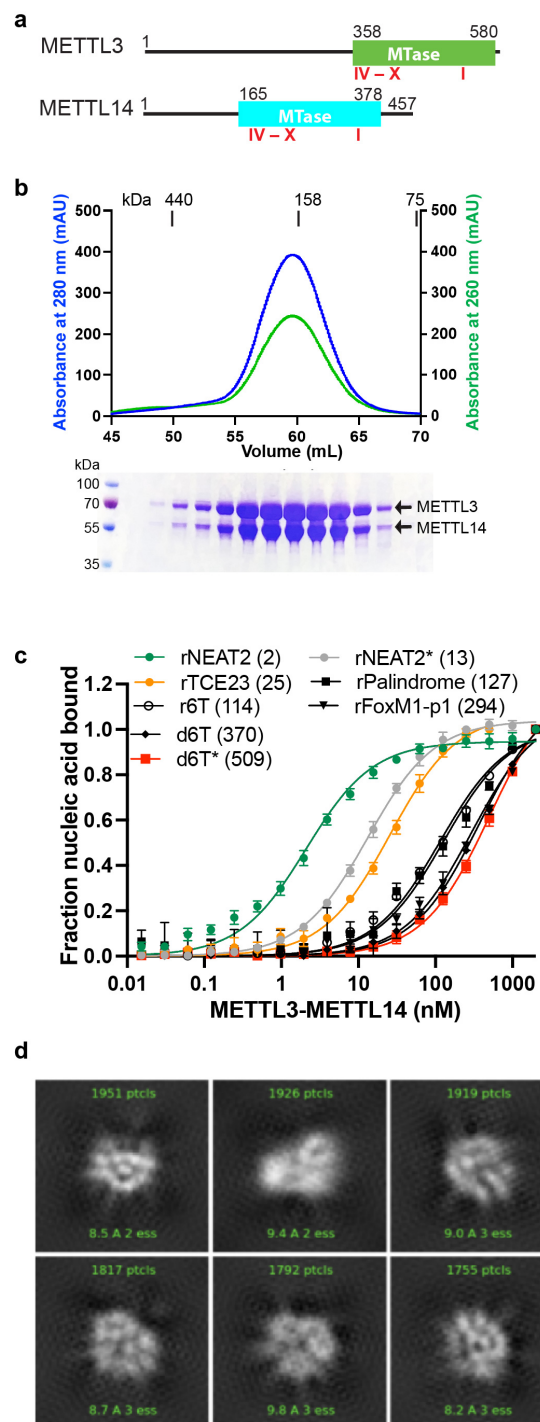 a
METTL3
1
358
580
MTase
IV – X
I
METTL14
1
165
378
457
MTase
IV – X
I
b
kDa
440
158
75
500
400
300
200
100
0
500
400
300
200
100
0
Absorbance at 280 nm (mAU)
Absorbance at 260 nm (mAU)
45 50 55 60 65 70
Volume (mL)
kDa
100
70
55
35
METTL3
METTL14
c
rNEAT2 (2)
rNEAT2* (13)
rTCE23 (25)
rPalindrome (127)
r6T (114)
rFoxM1-p1 (294)
d6T (370)
d6T* (509)
1.2
1.0
0.8
0.6
0.4
0.2
0.0
Fraction nucleic acid bound
0.01 0.1 1 10 100 1000
METTL3-METTL14 (nM)
d
1951 ptcls
8.5 A 2 ess
1926 ptcls
9.4 A 2 ess
1919 ptcls
9.0 A 3 ess
1817 ptcls
8.7 A 3 ess
1792 ptcls
9.8 A 3 ess
1755 ptcls
8.2 A 3 ess